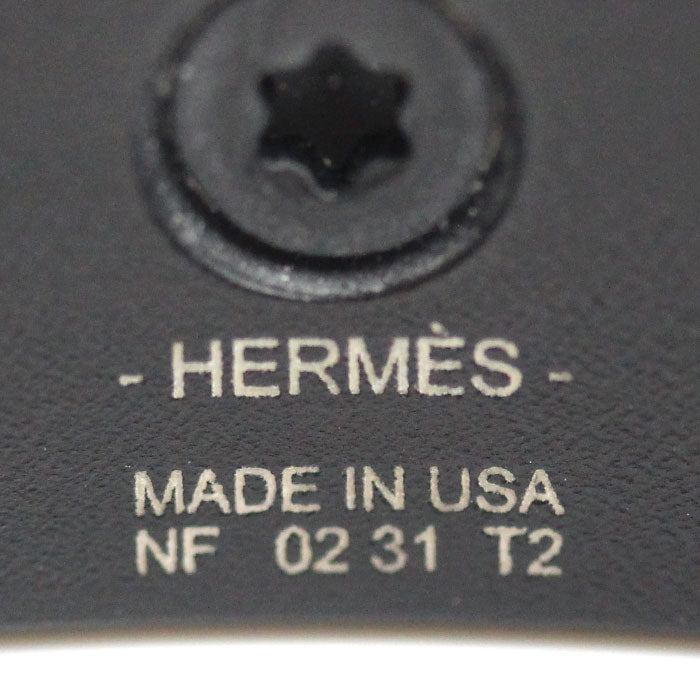 - HERMÈS -
MADE IN USA
NF 02 31 T2